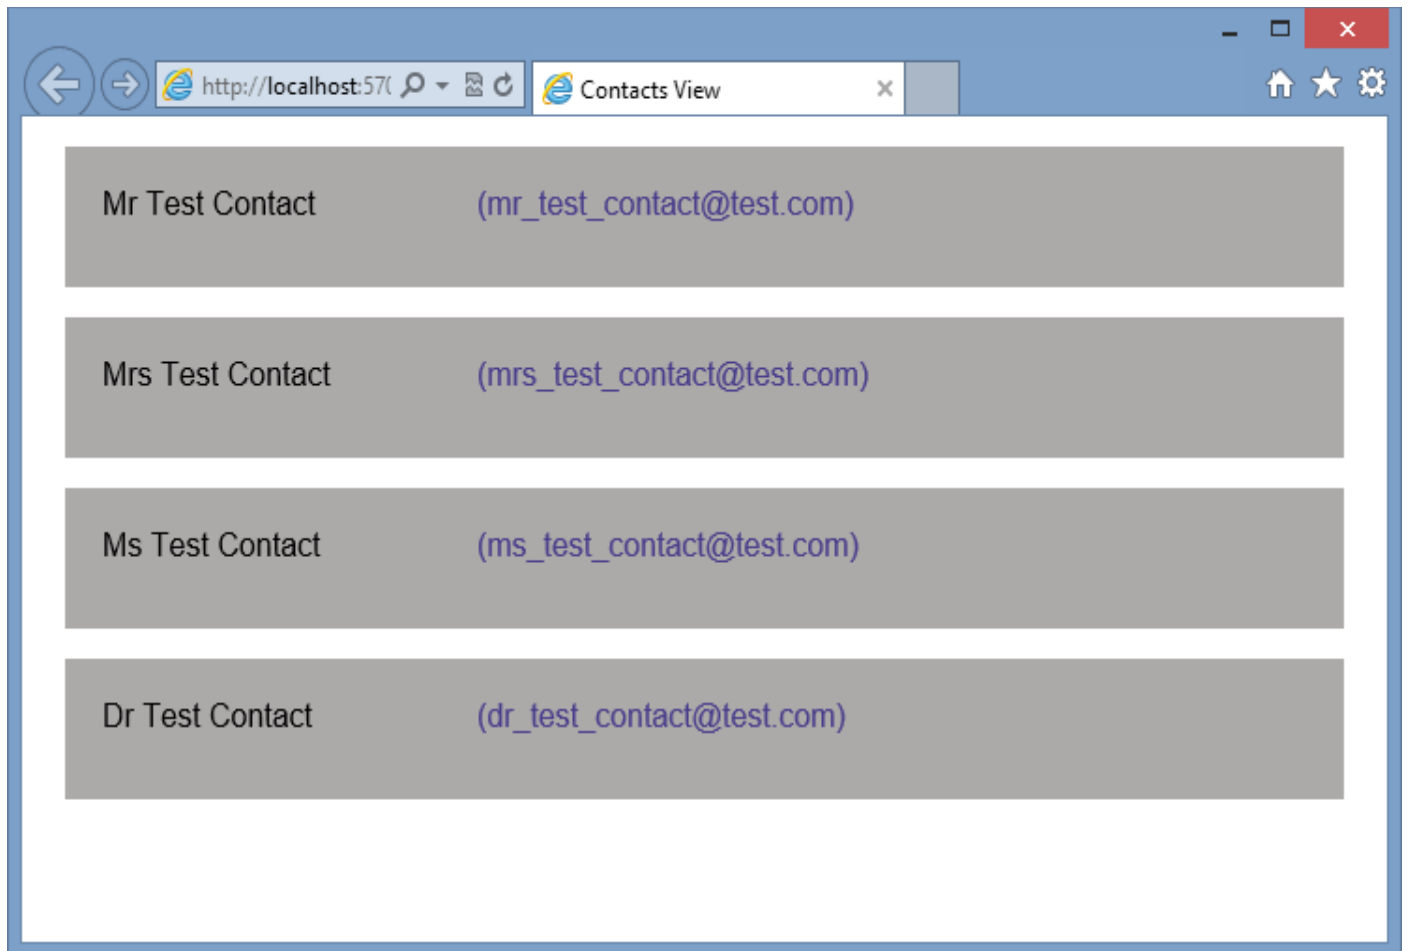 http://localhost:570
Contacts View
Mr Test Contact (mr_test_contact@test.com)
Mrs Test Contact (mrs_test_contact@test.com)
Ms Test Contact (ms_test_contact@test.com)
Dr Test Contact (dr_test_contact@test.com)